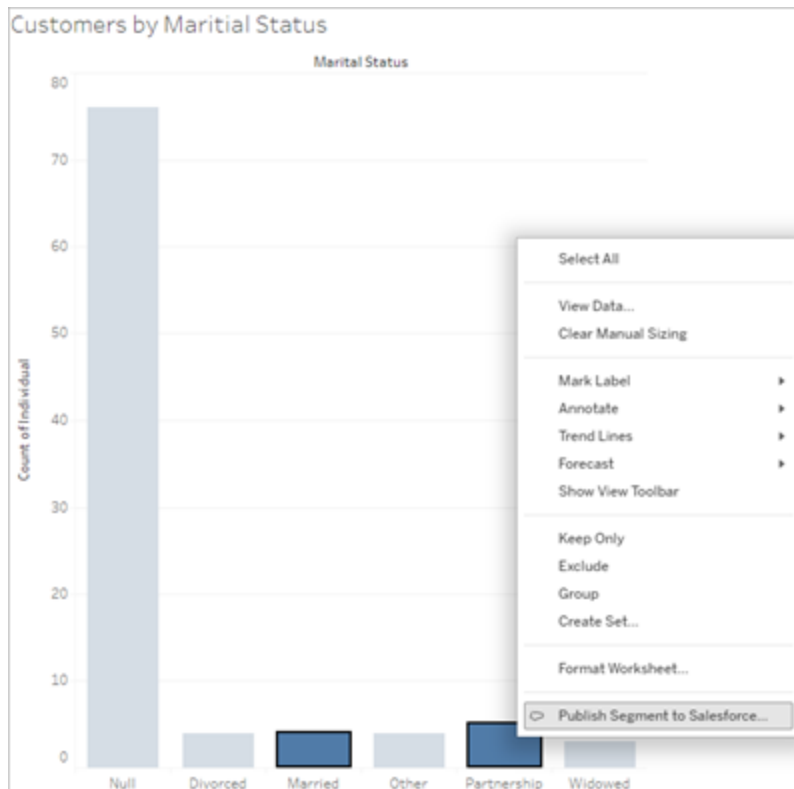 Customers by Maritial Status
Marital Status
80
70
60
50
40
30
20
10
0
Count of Individual
Null
Divorced
Married
Other
Partnership
Widowed
Select All
View Data...
Clear Manual Sizing
Mark Label
Annotate
Trend Lines
Forecast
Show View Toolbar
Keep Only
Exclude
Group
Create Set...
Format Worksheet...
Publish Segment to Salesforce...